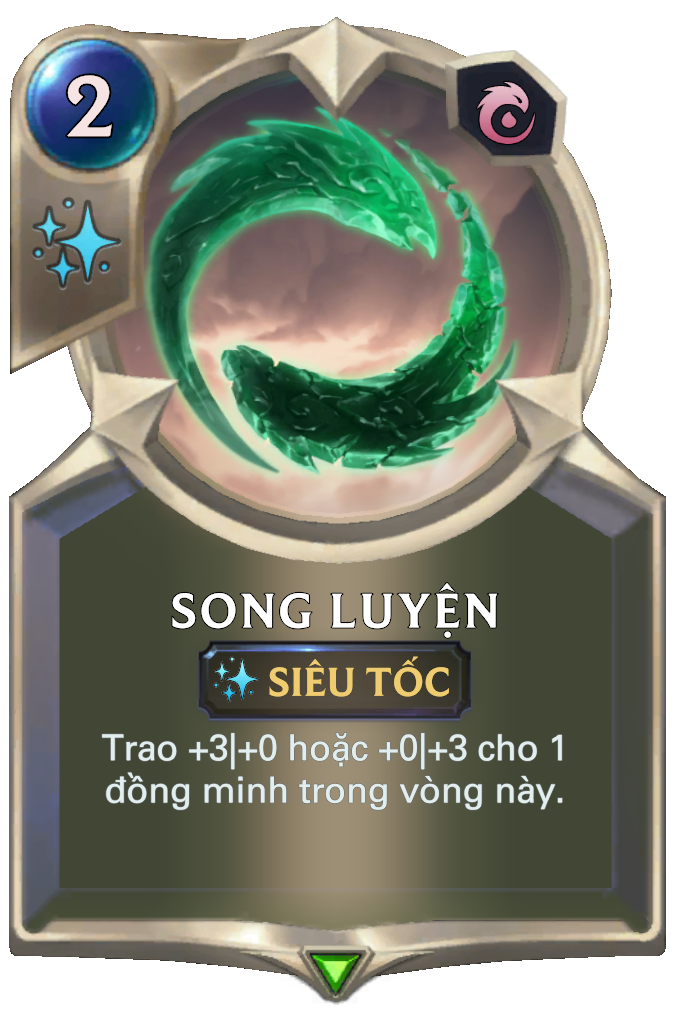 2
SONG LUYỆN
SIÊU TỐC
Trao +3|+0 hoặc +0|+3 cho 1
đồng minh trong vòng này.